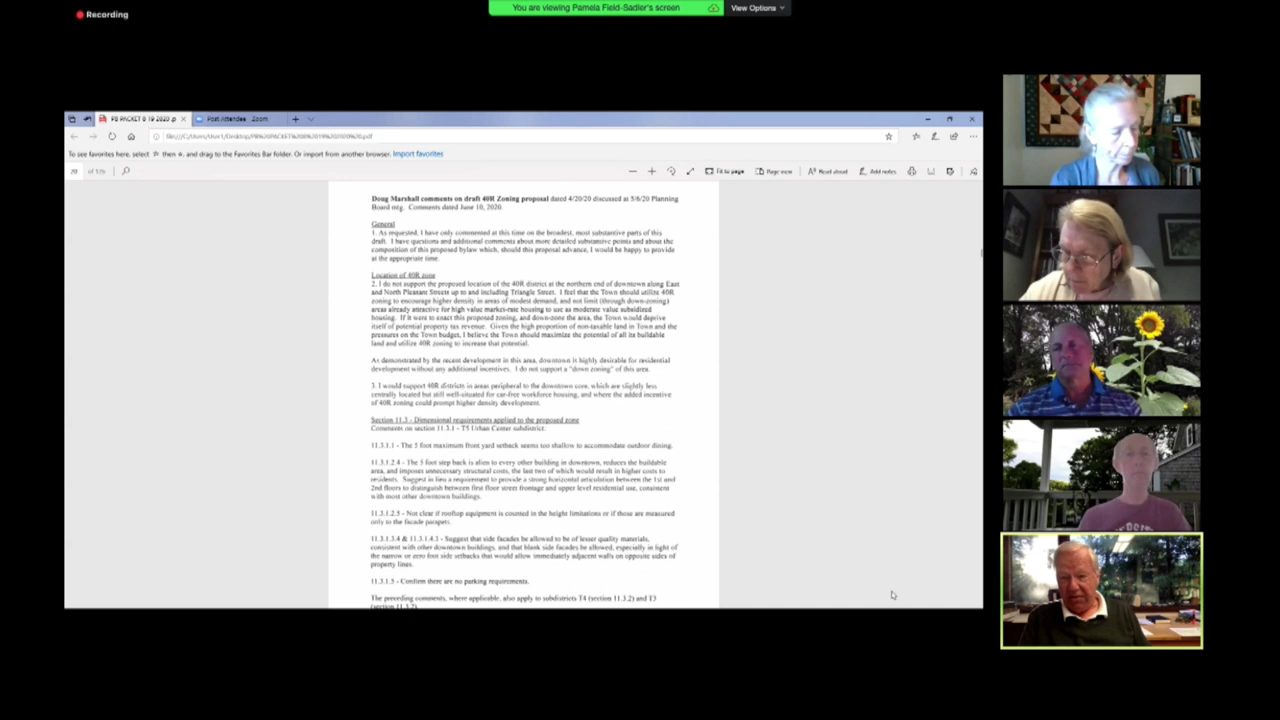 Recording
You are viewing Pamela Field-Sadler's screen
View Options
PB PACKET 8 19 2020 .p
Post Attendee - Zoom
To see favorites here, select ☆ then ☆, and drag to the Favorites Bar folder. Or import from another browser. Import favorites
20 of 126
Fit to page
Page view
Read aloud
Add notes
Doug Marshall comments on draft 40R Zoning proposal dated 4/20/20 discussed at 5/6/20 Planning
Board mtg. Comments dated June 10, 2020
General
1. As requested, I have only commented at this time on the broadest, most substantive parts of this
draft. I have questions and additional comments about more detailed substantive points and about the
composition of this proposed bylaw which, should this proposal advance, I would be happy to provide
at the appropriate time.
Location of 40R zone
2. I do not support the proposed location of the 40R district at the northern end of downtown along East
and North Pleasant Streets up to and including Triangle Street. I feel that the Town should utilize 40R
zoning to encourage higher density in areas of modest demand, and not limit (through down-zoning)
areas already attractive for high value market-rate housing to use as moderate value subsidized
housing. If it were to enact this proposed zoning, and down-zone the area, the Town would deprive
itself of potential property tax revenue. Given the high proportion of non-taxable land in Town and the
pressures on the Town budget, I believe the Town should maximize the potential of all its buildable
land and utilize 40R zoning to increase that potential.
As demonstrated by the recent development in this area, downtown is highly desirable for residential
development without any additional incentives. I do not support a "down zoning" of this area.
3. I would support 40R districts in areas peripheral to the downtown core, which are slightly less
centrally located but still well-situated for car-free workforce housing, and where the added incentive
of 40R zoning could prompt higher density development.
Section 11.3 - Dimensional requirements applied to the proposed zone
Comments on section 11.3.1 - T5 Urban Center subdistrict:
11.3.1.1 - The 5 foot maximum front yard setback seems too shallow to accommodate outdoor dining.
11.3.1.2.4 - The 5 foot step back is alien to every other building in downtown, reduces the buildable
area, and imposes unnecessary structural costs, the last two of which would result in higher costs to
residents. Suggest in lieu a requirement to provide a strong horizontal articulation between the 1st and
2nd floors to distinguish between first floor street frontage and upper level residential use, consistent
with most other downtown buildings.
11.3.1.2.5 - Not clear if rooftop equipment is counted in the height limitations or if those are measured
only to the facade parapets.
11.3.1.3.4 & 11.3.1.4.3 - Suggest that side facades be allowed to be of lesser quality materials,
consistent with other downtown buildings, and that blank side facades be allowed, especially in light of
the narrow or zero foot side setbacks that would allow immediately adjacent walls on opposite sides of
property lines.
11.3.1.5 - Confirm there are no parking requirements.
The preceding comments, where applicable, also apply to subdistricts T4 (section 11.3.2) and T3
(section 11.3.2)